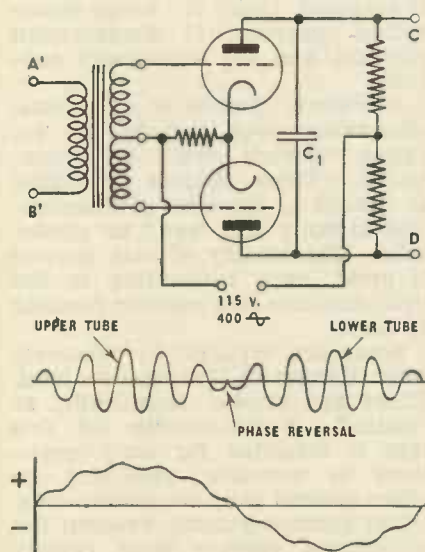 A'
C
B'
C1
D
115 v.
400 ∿
UPPER TUBE
LOWER TUBE
PHASE REVERSAL
+
−